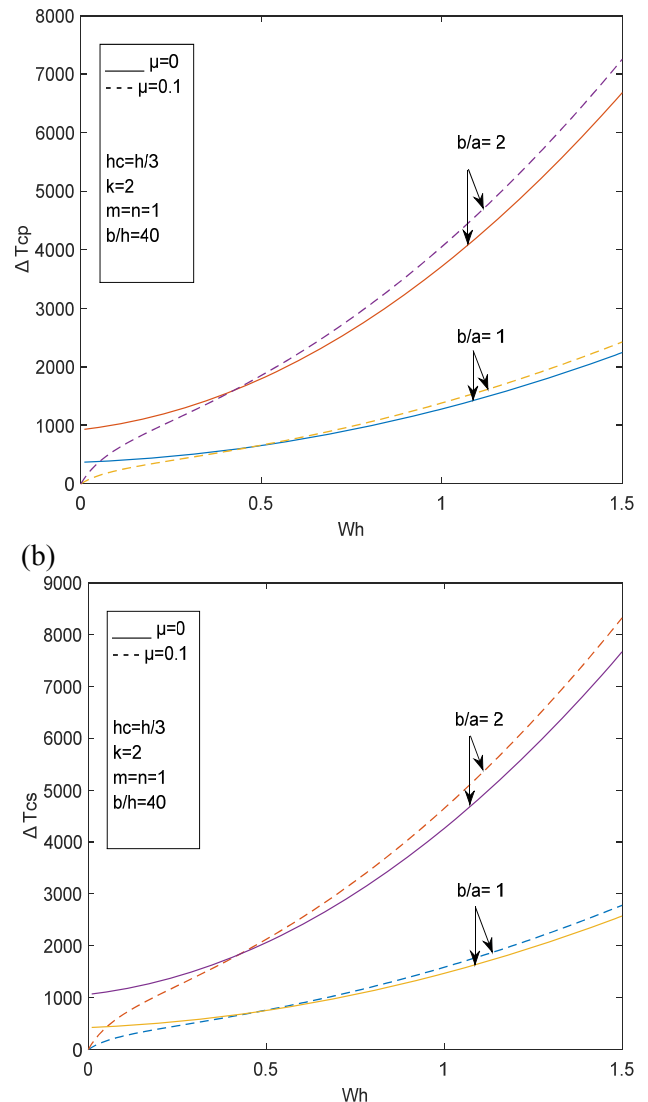 8000
7000
6000
5000
4000
3000
2000
1000
0
Δ Tcp
μ=0
μ=0.1
hc=h/3
k=2
m=n=1
b/h=40
b/a= 2
b/a= 1
0
0.5
1
1.5
Wh
(b)
9000
8000
7000
6000
5000
4000
3000
2000
1000
0
Δ Tcs
μ=0
μ=0.1
hc=h/3
k=2
m=n=1
b/h=40
b/a= 2
b/a= 1
0
0.5
1
1.5
Wh